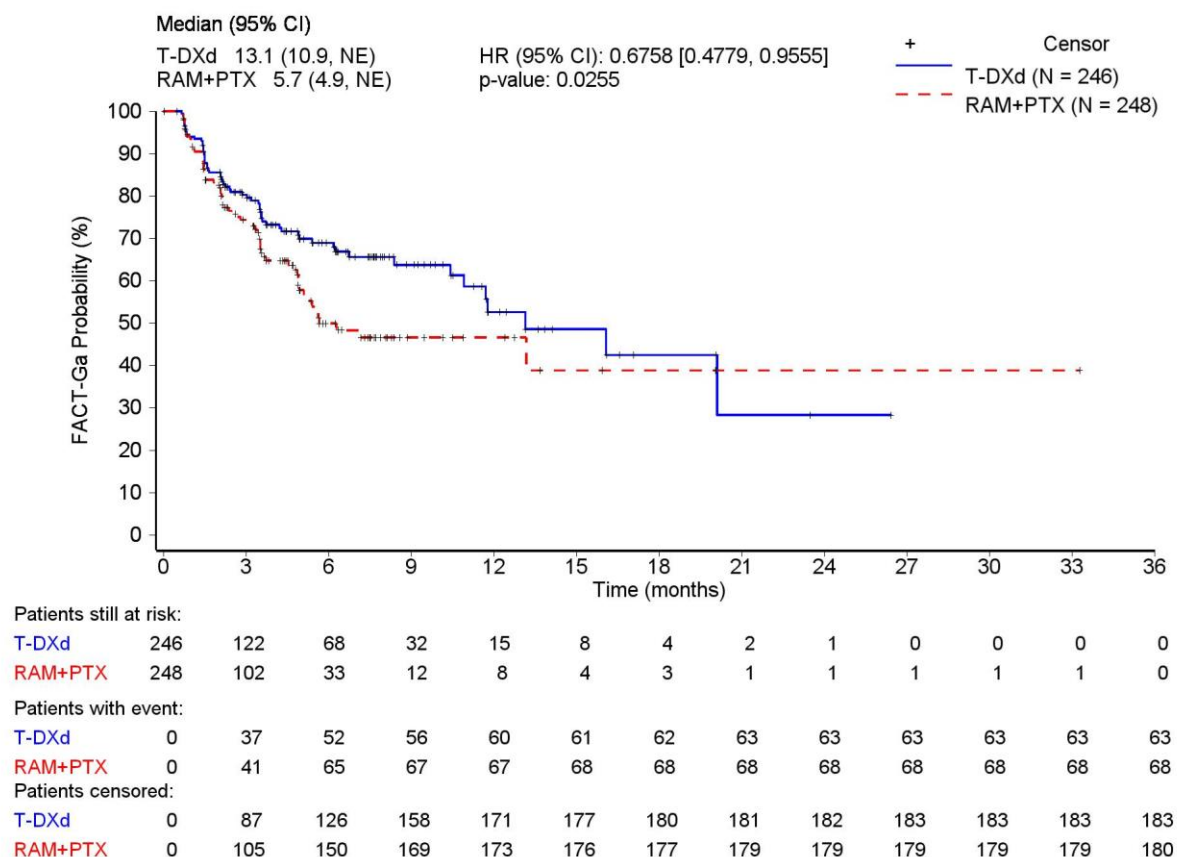 Median (95% CI)
T-DXd 13.1 (10.9, NE)
RAM+PTX 5.7 (4.9, NE)
HR (95% CI): 0.6758 [0.4779, 0.9555]
p-value: 0.0255
+ Censor
T-DXd (N = 246)
RAM+PTX (N = 248)
FACT-Ga Probability (%)
100
90
80
70
60
50
40
30
20
10
0
0 3 6 9 12 15 18 21 24 27 30 33 36
Time (months)
Patients still at risk:
T-DXd 246 122 68 32 15 8 4 2 1 0 0 0 0
RAM+PTX 248 102 33 12 8 4 3 1 1 1 1 1 0
Patients with event:
T-DXd 0 37 52 56 60 61 62 63 63 63 63 63 63
RAM+PTX 0 41 65 67 67 68 68 68 68 68 68 68 68
Patients censored:
T-DXd 0 87 126 158 171 177 180 181 182 183 183 183 183
RAM+PTX 0 105 150 169 173 176 177 179 179 179 179 179 180